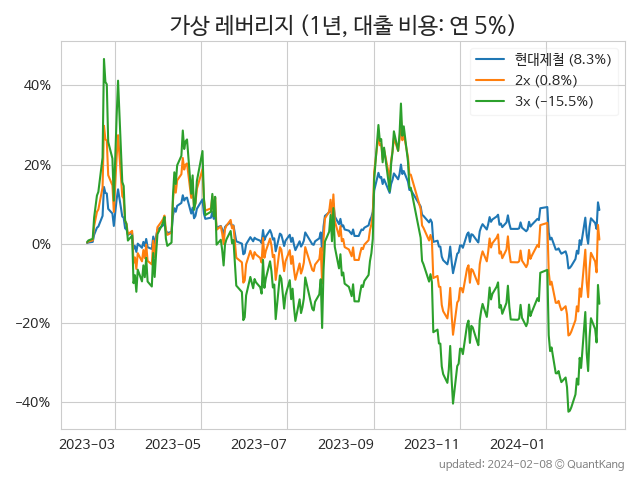 가상 레버리지 (1년, 대출 비용: 연 5%)
현대제철 (8.3%)
2x (0.8%)
3x (−15.5%)
40%
20%
0%
−20%
−40%
2023-03 2023-05 2023-07 2023-09 2023-11 2024-01
updated: 2024-02-08 © QuantKang